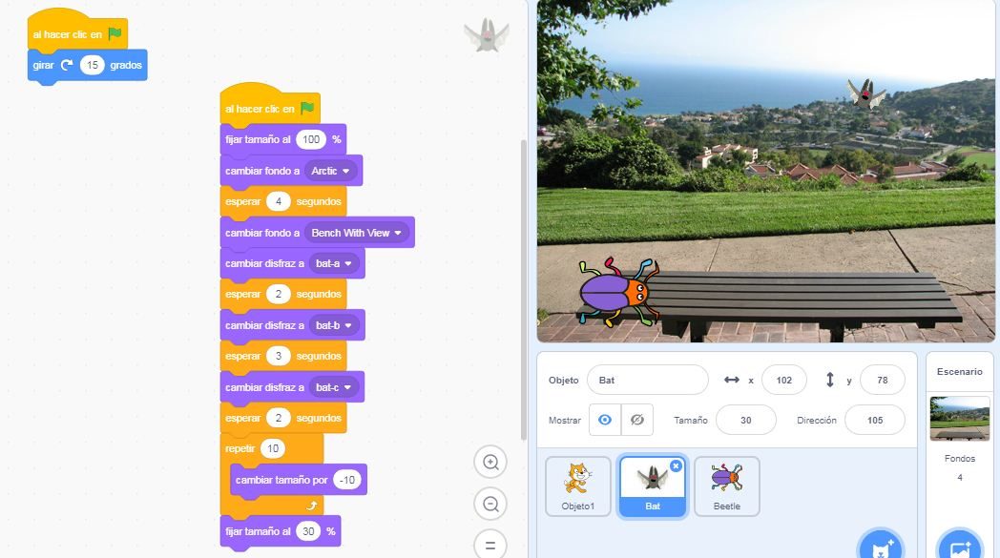 al hacer clic en
girar 15 grados
al hacer clic en
fijar tamaño al 100 %
cambiar fondo a Arctic
esperar 4 segundos
cambiar fondo a Bench With View
cambiar disfraz a bat-a
esperar 2 segundos
cambiar disfraz a bat-b
esperar 3 segundos
cambiar disfraz a bat-c
esperar 2 segundos
repetir 10
cambiar tamaño por -10
fijar tamaño al 30 %
Objeto Bat x 102 y 78
Mostrar Tamaño 30 Dirección 105
Objeto1
Bat
Beetle
Escenario
Fondos
4